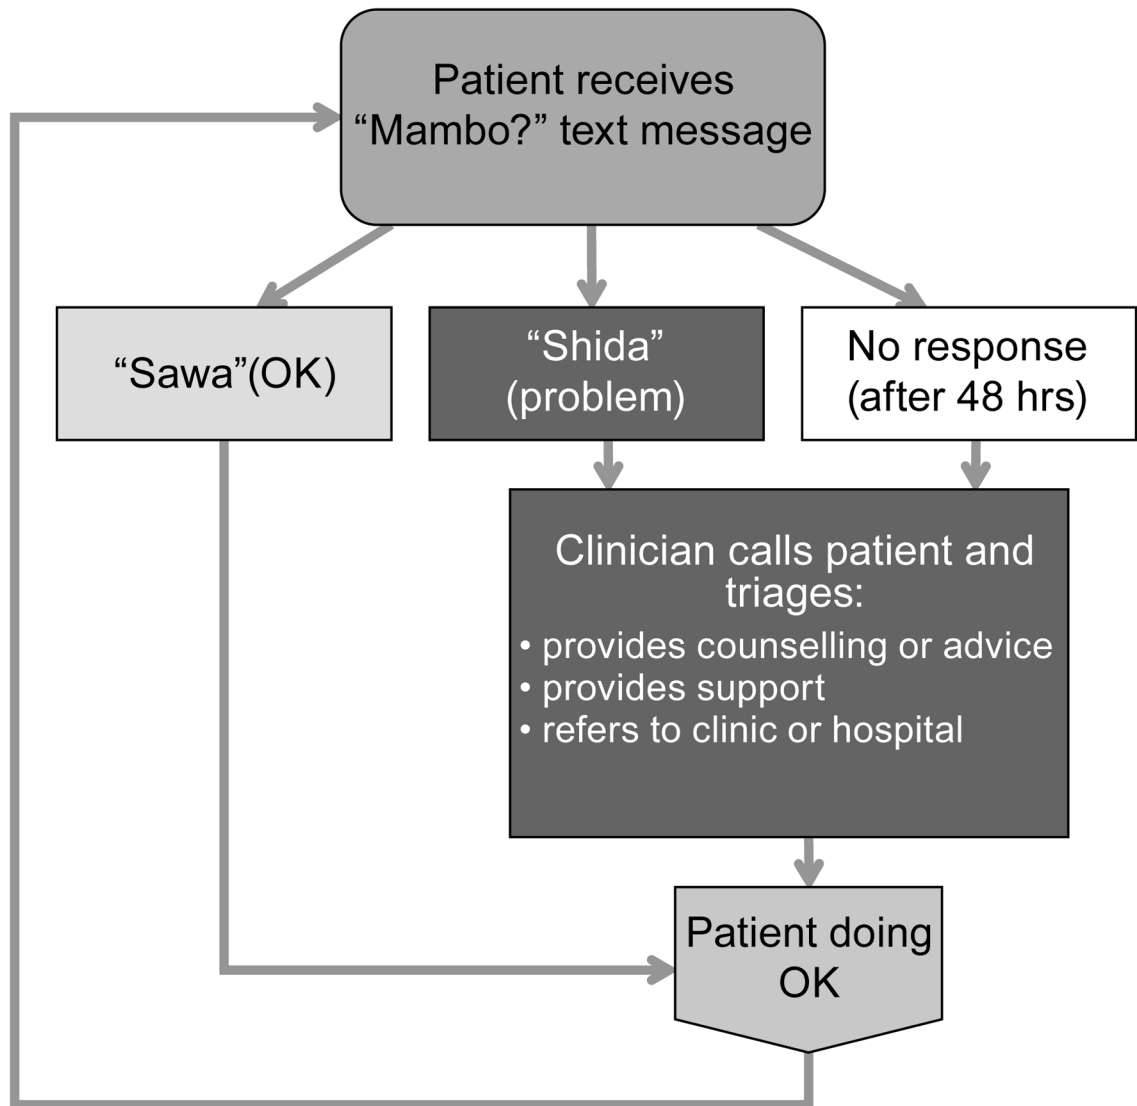 Patient receives
“Mambo?” text message
“Sawa”(OK)
“Shida”
(problem)
No response
(after 48 hrs)
Clinician calls patient and
triages:
• provides counselling or advice
• provides support
• refers to clinic or hospital
Patient doing
OK